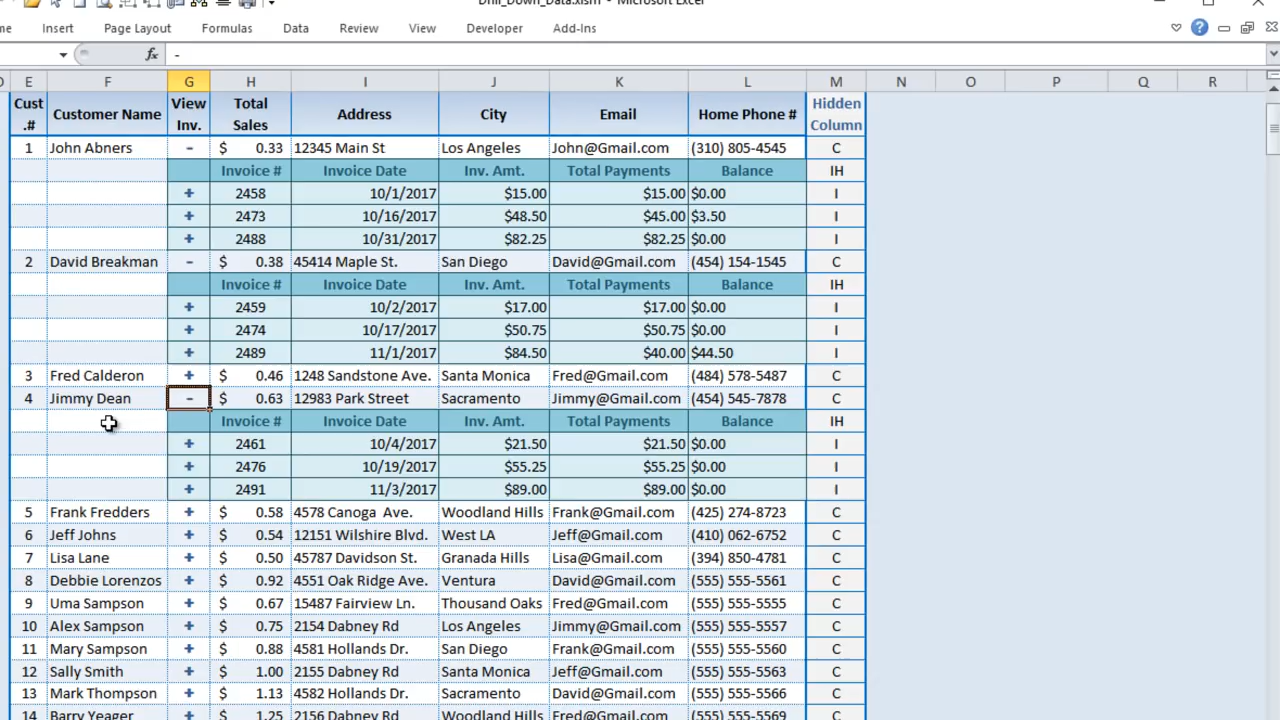 Drill_Down_Data.xlsm - Microsoft Excel
me Insert Page Layout Formulas Data Review View Developer Add-Ins
fx -
D E F G H I J K L M N O P Q R
Cust .# Customer Name View Inv. Total Sales Address City Email Home Phone # Hidden Column
1 John Abners - $ 0.33 12345 Main St Los Angeles John@Gmail.com (310) 805-4545 C
Invoice # Invoice Date Inv. Amt. Total Payments Balance IH
+ 2458 10/1/2017 $15.00 $15.00 $0.00 I
+ 2473 10/16/2017 $48.50 $45.00 $3.50 I
+ 2488 10/31/2017 $82.25 $82.25 $0.00 I
2 David Breakman - $ 0.38 45414 Maple St. San Diego David@Gmail.com (454) 154-1545 C
Invoice # Invoice Date Inv. Amt. Total Payments Balance IH
+ 2459 10/2/2017 $17.00 $17.00 $0.00 I
+ 2474 10/17/2017 $50.75 $50.75 $0.00 I
+ 2489 11/1/2017 $84.50 $40.00 $44.50 I
3 Fred Calderon + $ 0.46 1248 Sandstone Ave. Santa Monica Fred@Gmail.com (484) 578-5487 C
4 Jimmy Dean - $ 0.63 12983 Park Street Sacramento Jimmy@Gmail.com (454) 545-7878 C
Invoice # Invoice Date Inv. Amt. Total Payments Balance IH
+ 2461 10/4/2017 $21.50 $21.50 $0.00 I
+ 2476 10/19/2017 $55.25 $55.25 $0.00 I
+ 2491 11/3/2017 $89.00 $89.00 $0.00 I
5 Frank Fredders + $ 0.58 4578 Canoga Ave. Woodland Hills Frank@Gmail.com (425) 274-8723 C
6 Jeff Johns + $ 0.54 12151 Wilshire Blvd. West LA Jeff@Gmail.com (410) 062-6752 C
7 Lisa Lane + $ 0.50 45787 Davidson St. Granada Hills Lisa@Gmail.com (394) 850-4781 C
8 Debbie Lorenzos + $ 0.92 4551 Oak Ridge Ave. Ventura David@Gmail.com (555) 555-5561 C
9 Uma Sampson + $ 0.67 15487 Fairview Ln. Thousand Oaks Fred@Gmail.com (555) 555-5555 C
10 Alex Sampson + $ 0.75 2154 Dabney Rd Los Angeles Jimmy@Gmail.com (555) 555-5557 C
11 Mary Sampson + $ 0.88 4581 Hollands Dr. San Diego Frank@Gmail.com (555) 555-5560 C
12 Sally Smith + $ 1.00 2155 Dabney Rd Santa Monica Jeff@Gmail.com (555) 555-5563 C
13 Mark Thompson + $ 1.13 4582 Hollands Dr. Sacramento David@Gmail.com (555) 555-5566 C
14 Barry Yeager + $ 1.25 2156 Dabney Rd Woodland Hills Fred@Gmail.com (555) 555-5569 C